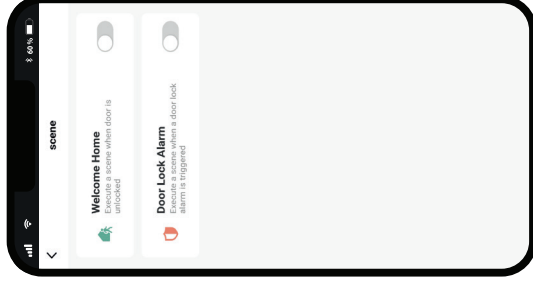 60 %
scene
Welcome Home
Execute a scene when door is
unlocked
Door Lock Alarm
Execute a scene when a door lock
alarm is triggered